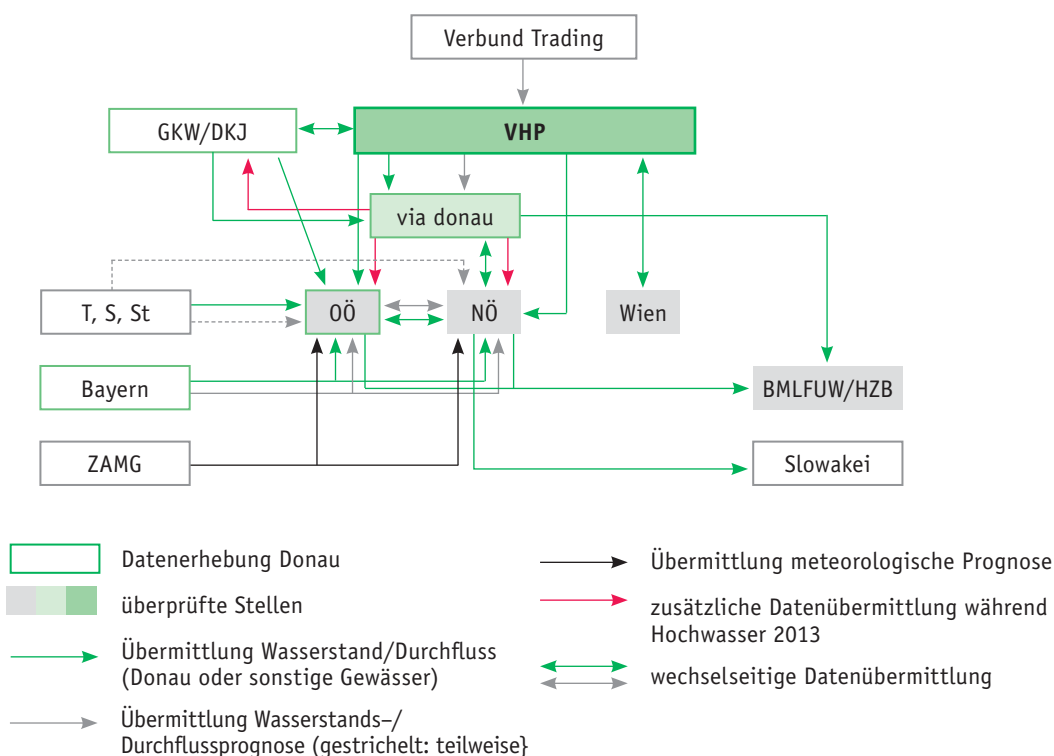 Verbund Trading
GKW/DKJ
VHP
via donau
T, S, St
OÖ
NÖ
Wien
Bayern
BMLFUW/HZB
ZAMG
Slowakei
Datenerhebung Donau
überprüfte Stellen
Übermittlung Wasserstand/Durchfluss
(Donau oder sonstige Gewässer)
Übermittlung Wasserstands–/
Durchflussprognose (gestrichelt: teilweise}
Übermittlung meteorologische Prognose
zusätzliche Datenübermittlung während
Hochwasser 2013
wechselseitige Datenübermittlung